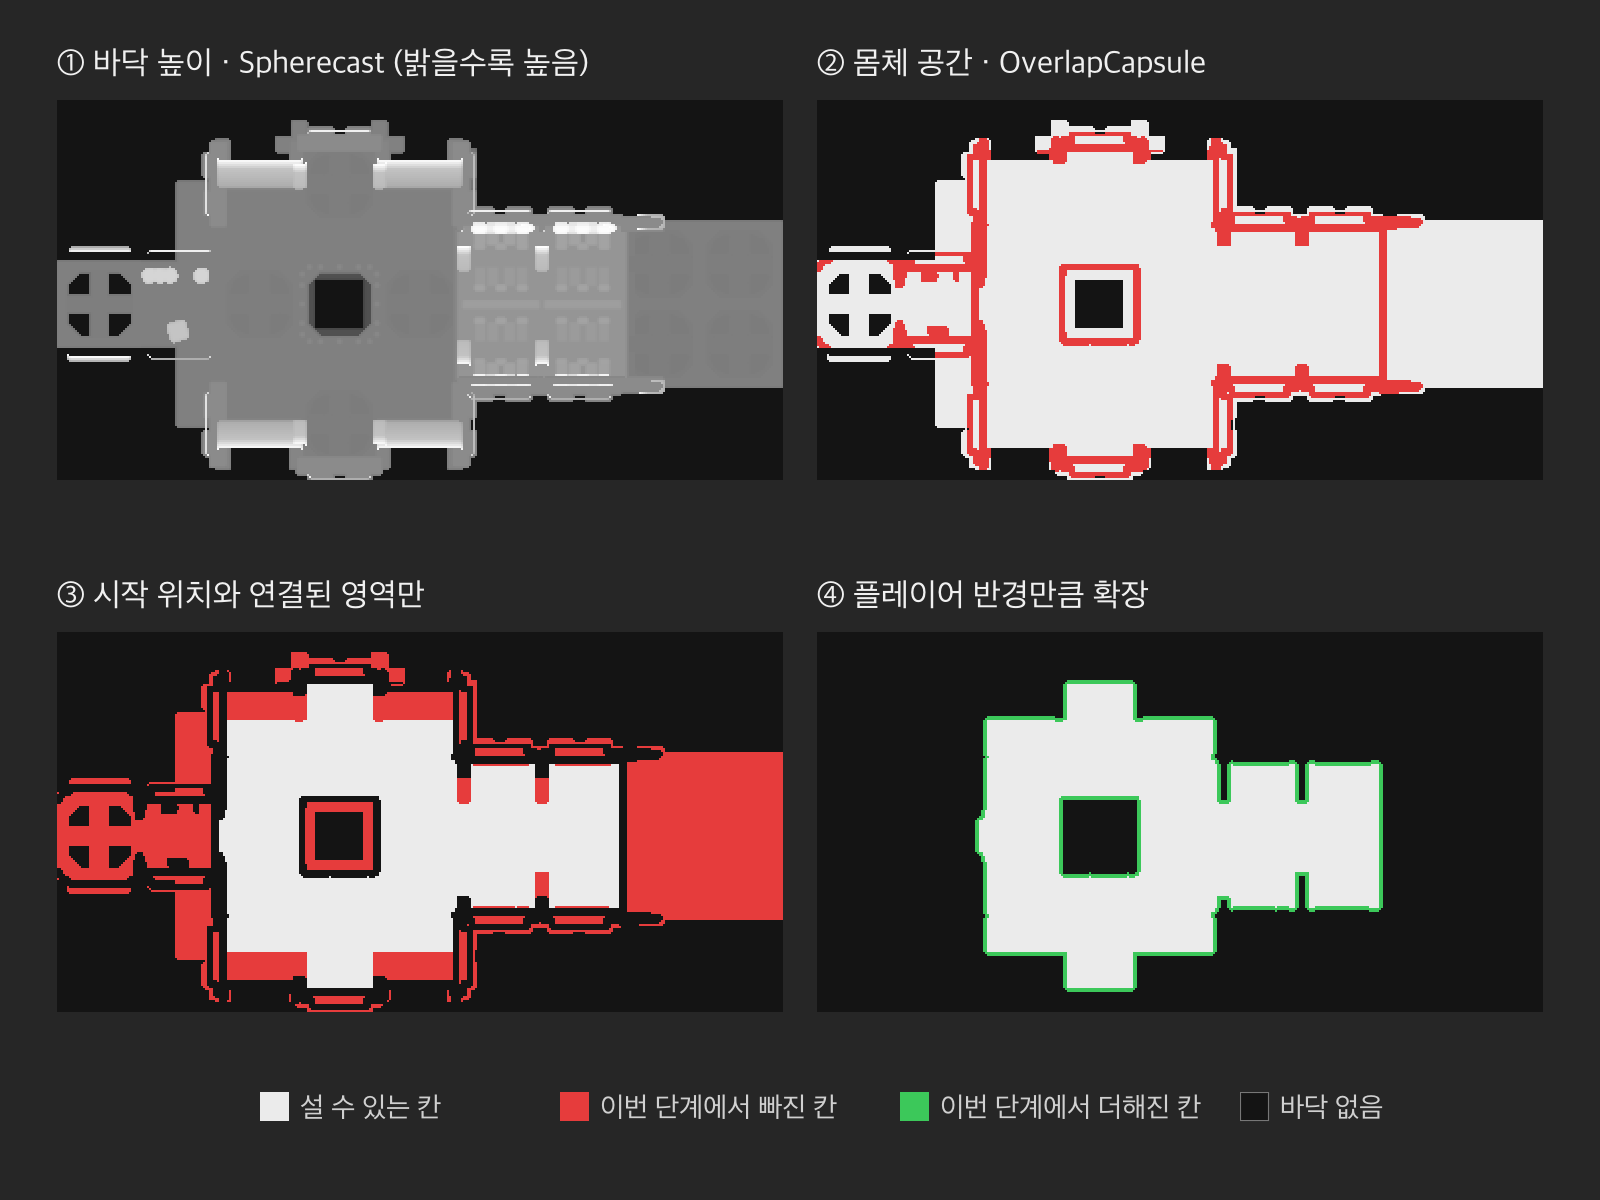 ① 바닥 높이 · Spherecast (밝을수록 높음)
② 몸체 공간 · OverlapCapsule
③ 시작 위치와 연결된 영역만
④ 플레이어 반경만큼 확장
설 수 있는 칸
이번 단계에서 빠진 칸
이번 단계에서 더해진 칸
바닥 없음